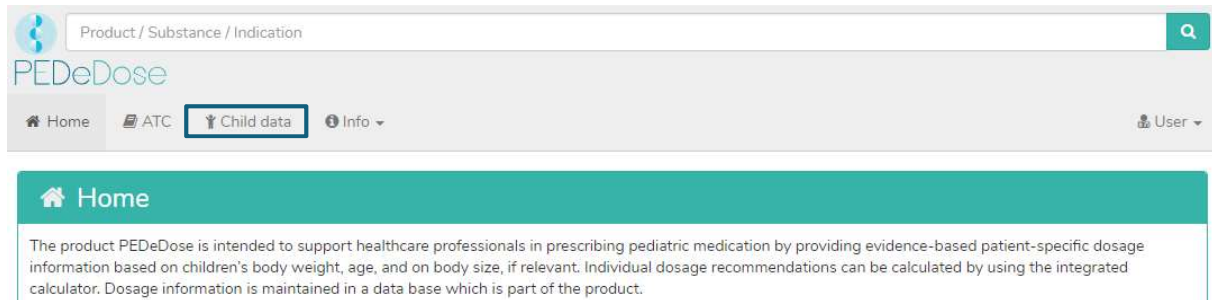 Product / Substance / Indication
PEDeDose
Home ATC Child data Info User
Home
The product PEDeDose is intended to support healthcare professionals in prescribing pediatric medication by providing evidence-based patient-specific dosage
information based on children's body weight, age, and on body size, if relevant. Individual dosage recommendations can be calculated by using the integrated
calculator. Dosage information is maintained in a data base which is part of the product.